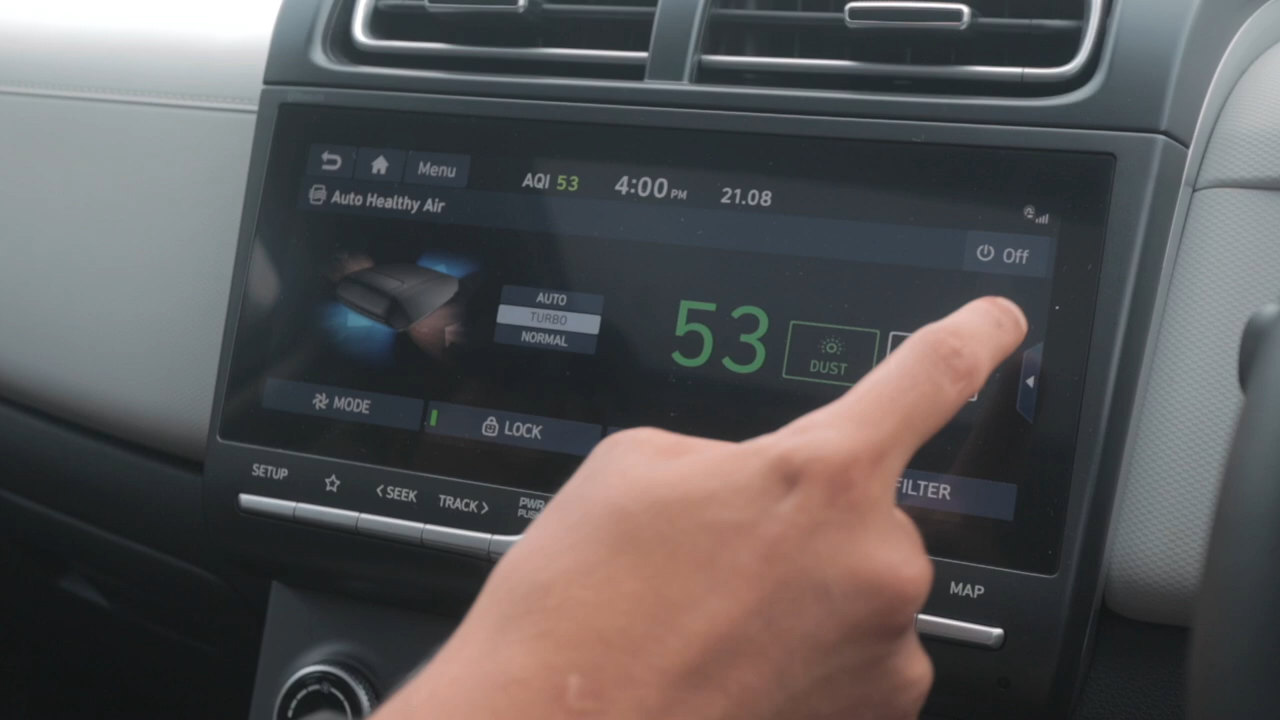 Menu
AQI 53 4:00 PM 21.08
Auto Healthy Air
Off
AUTO
TURBO
NORMAL
53
DUST
MODE
LOCK
FILTER
SETUP
< SEEK
TRACK >
PWR
MAP